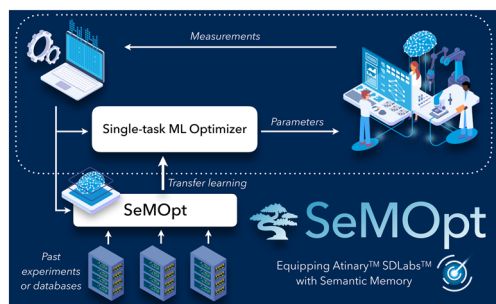 Measurements
Single-task ML Optimizer
Parameters
Transfer learning
SeMOpt
Past
experiments
or databases
SeMOpt
Equipping Atinary™ SDLabs™
with Semantic Memory